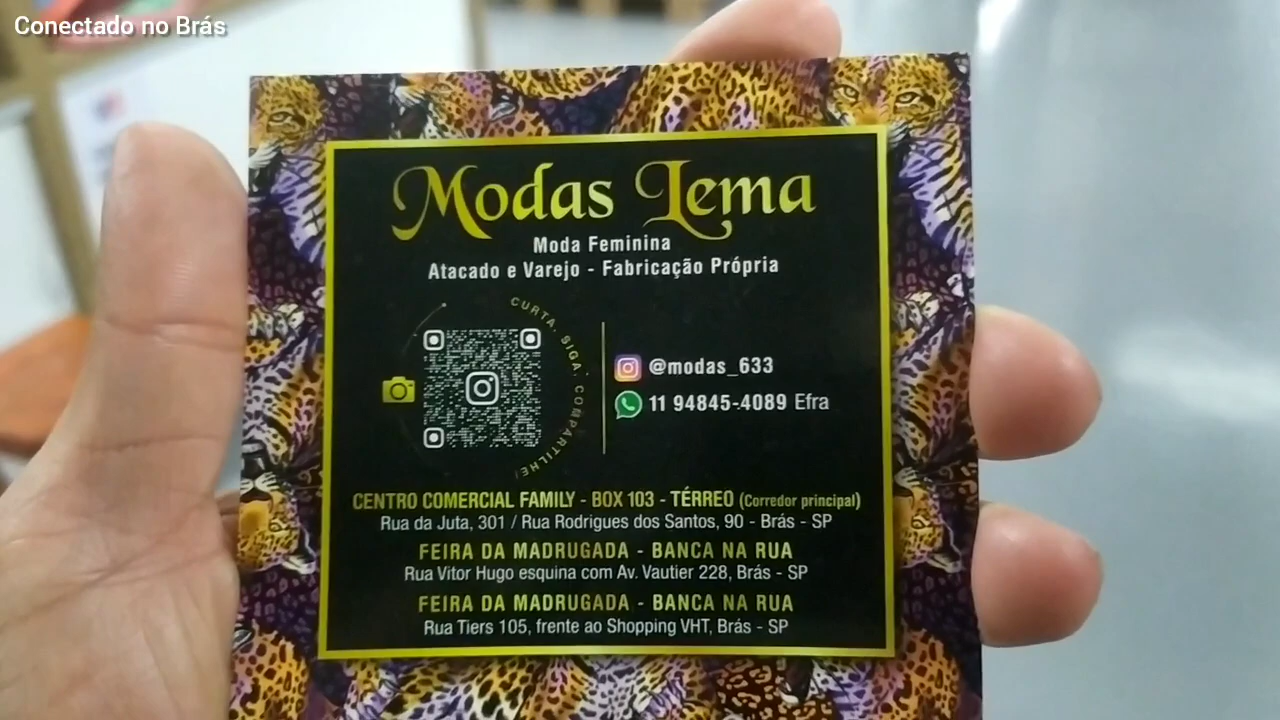 Conectado no Brás
Modas Lema
Moda Feminina
Atacado e Varejo - Fabricação Própria
CURTA. SIGA. COMPARTILHE!
@modas_633
11 94845-4089 Efra
CENTRO COMERCIAL FAMILY - BOX 103 - TÉRREO (Corredor principal)
Rua da Juta, 301 / Rua Rodrigues dos Santos, 90 - Brás - SP
FEIRA DA MADRUGADA - BANCA NA RUA
Rua Vitor Hugo esquina com Av. Vautier 228, Brás - SP
FEIRA DA MADRUGADA - BANCA NA RUA
Rua Tiers 105, frente ao Shopping VHT, Brás - SP